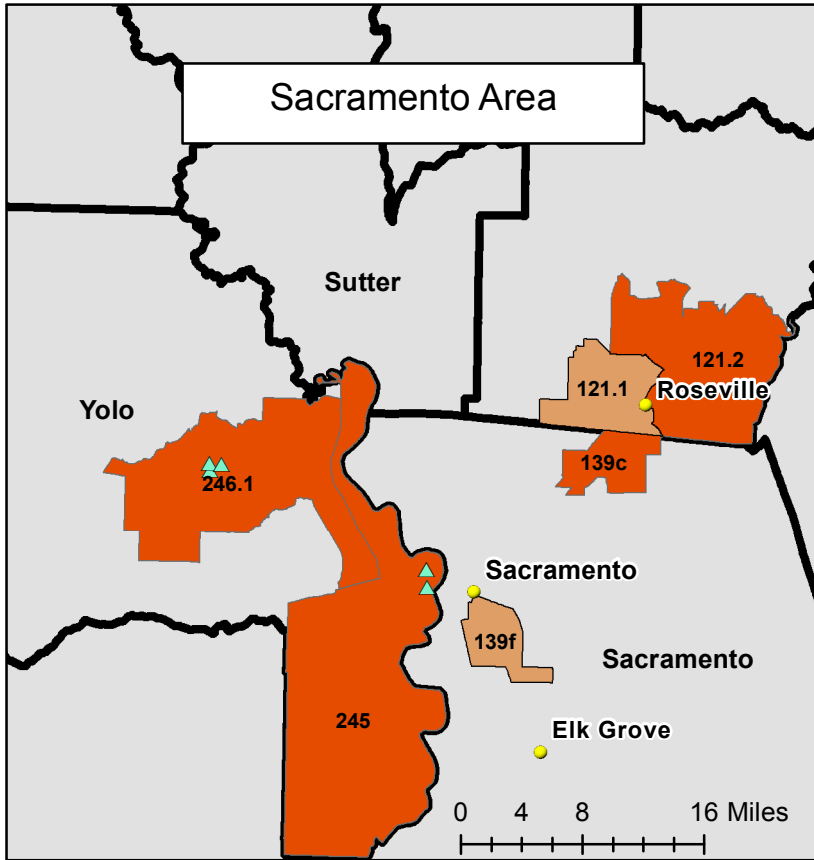 Sacramento Area
Sutter
121.2
121.1
Roseville
Yolo
139c
246.1
Sacramento
139f
Sacramento
245
Elk Grove
0 4 8 16 Miles